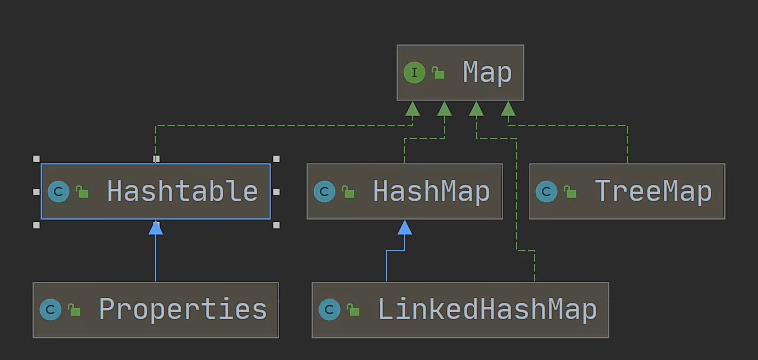 I Map
C Hashtable
C HashMap
C TreeMap
C Properties
C LinkedHashMap